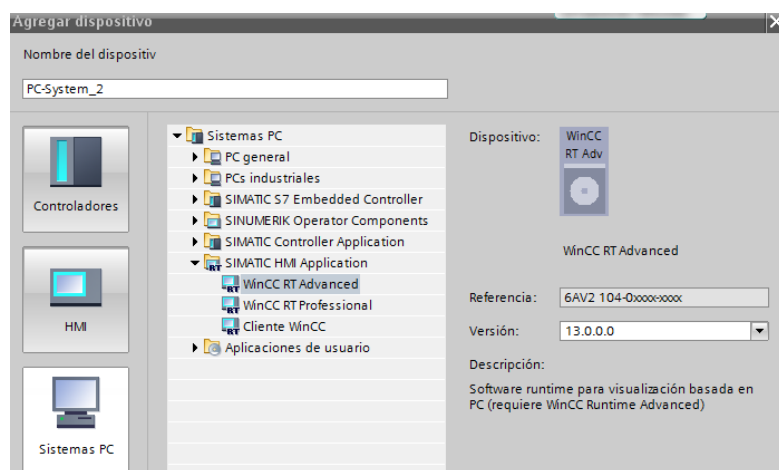 Agregar dispositivo
Nombre del dispositiv
PC-System_2
Controladores
HMI
Sistemas PC
Sistemas PC
PC general
PCs industriales
SIMATIC S7 Embedded Controller
SINUMERIK Operator Components
SIMATIC Controller Application
SIMATIC HMI Application
WinCC RT Advanced
WinCC RT Professional
Cliente WinCC
Aplicaciones de usuario
Dispositivo:
WinCC
RT Adv
WinCC RT Advanced
Referencia: 6AV2 104-0xxxx-xxxx
Versión: 13.0.0.0
Descripción:
Software runtime para visualización basada en
PC (requiere WinCC Runtime Advanced)